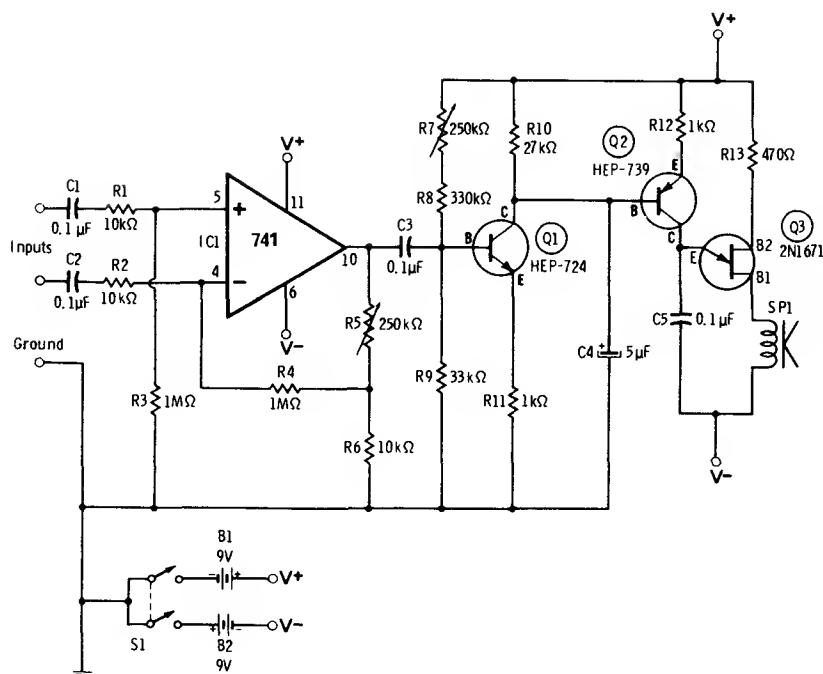 V+
R7
250kΩ
R10
27kΩ
R12
1kΩ
Q2
HEP-739
R13
470Ω
V+
C1
0.1µF
R1
10kΩ
5
+
11
IC1
741
10
C3
0.1µF
R8
330kΩ
C
B
E
Q1
HEP-724
E
B
C
Q3
2N1671
E
B2
B1
Inputs
C2
0.1µF
R2
10kΩ
4
−
6
V-
R5
250kΩ
C4
+
5µF
C5
0.1µF
SP1
Ground
R3
1MΩ
R4
1MΩ
R9
33kΩ
R11
1kΩ
R6
10kΩ
V-
B1
9V
- +
V+
S1
+ -
V-
B2
9V